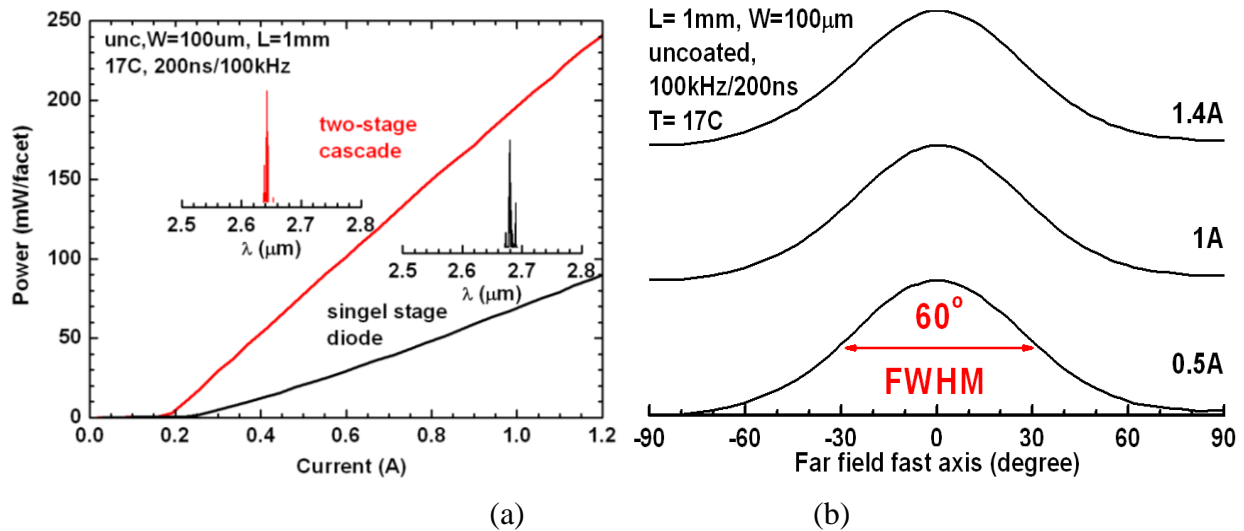 unc,W=100um, L=1mm
17C, 200ns/100kHz
two-stage
cascade
2.5 2.6 2.7 2.8
λ (μm)
2.5 2.6 2.7 2.8
λ (μm)
singel stage
diode
250
200
150
100
50
0
Power (mW/facet)
0.0 0.2 0.4 0.6 0.8 1.0 1.2
Current (A)
(a)
L= 1mm, W=100μm
uncoated,
100kHz/200ns
T= 17C
1.4A
1A
60°
FWHM
0.5A
-90 -60 -30 0 30 60 90
Far field fast axis (degree)
(b)